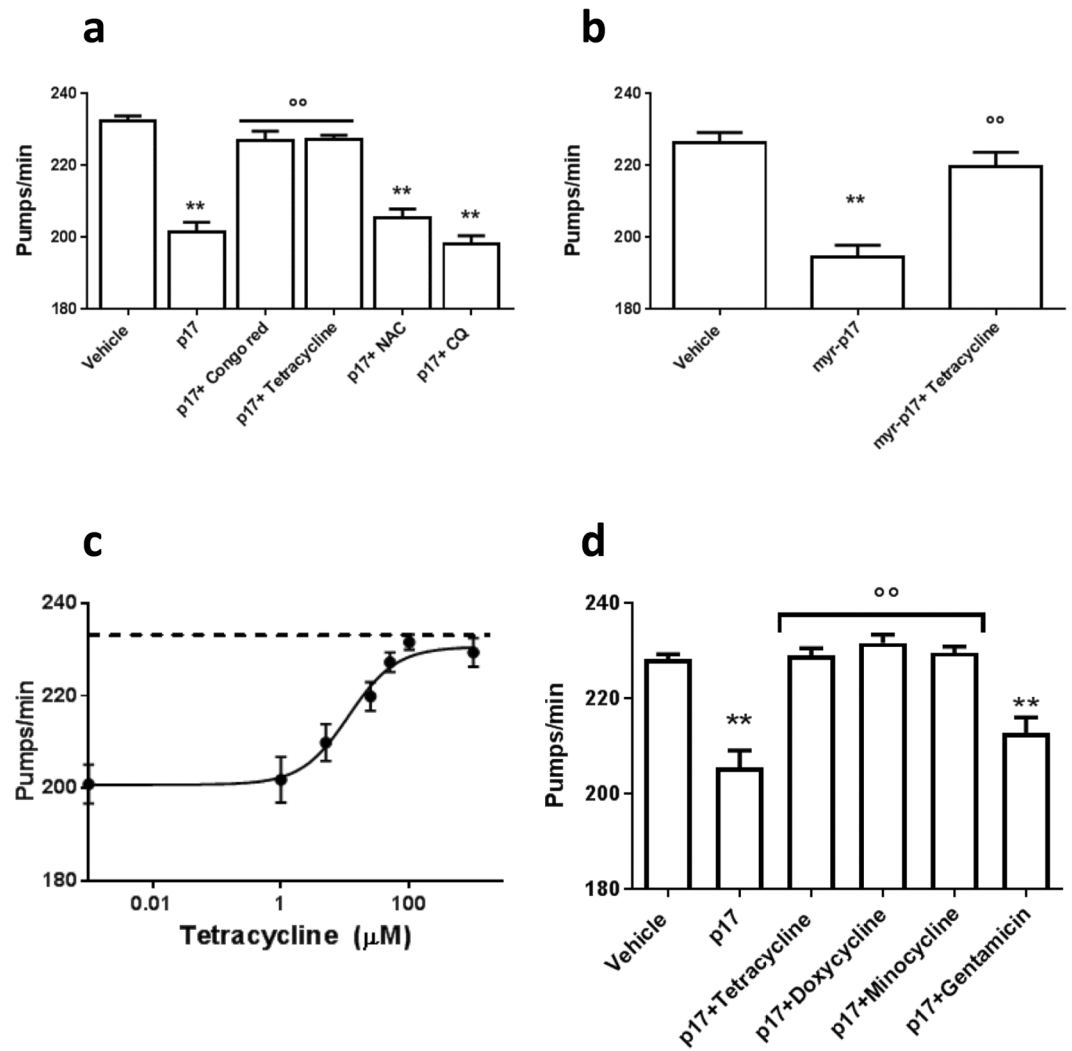 a
240
220
200
180
Pumps/min
**
°°
**
**
Vehicle
p17
p17+ Congo red
p17+ Tetracycline
p17+ NAC
p17+ CQ
b
240
220
200
180
Pumps/min
**
°°
Vehicle
myr-p17
myr-p17+ Tetracycline
c
240
220
200
180
Pumps/min
0.01
1
100
Tetracycline (μM)
d
240
220
200
180
Pumps/min
**
°°
**
Vehicle
p17
p17+Tetracycline
p17+Doxycycline
p17+Minocycline
p17+Gentamicin